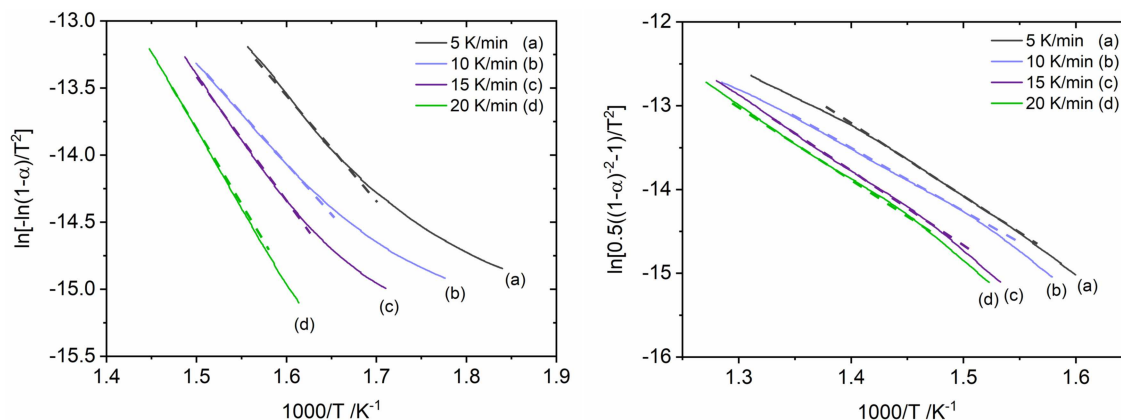 -13.0
-13.5
-14.0
-14.5
-15.0
-15.5
ln[-ln(1-α)/T²]
1.4 1.5 1.6 1.7 1.8 1.9
1000/T /K⁻¹
5 K/min (a)
10 K/min (b)
15 K/min (c)
20 K/min (d)
(a)
(b)
(c)
(d)
-12
-13
-14
-15
-16
ln[0.5((1-α)⁻²-1)/T²]
1.3 1.4 1.5 1.6
1000/T /K⁻¹
5 K/min (a)
10 K/min (b)
15 K/min (c)
20 K/min (d)
(a)
(b)
(d) (c)